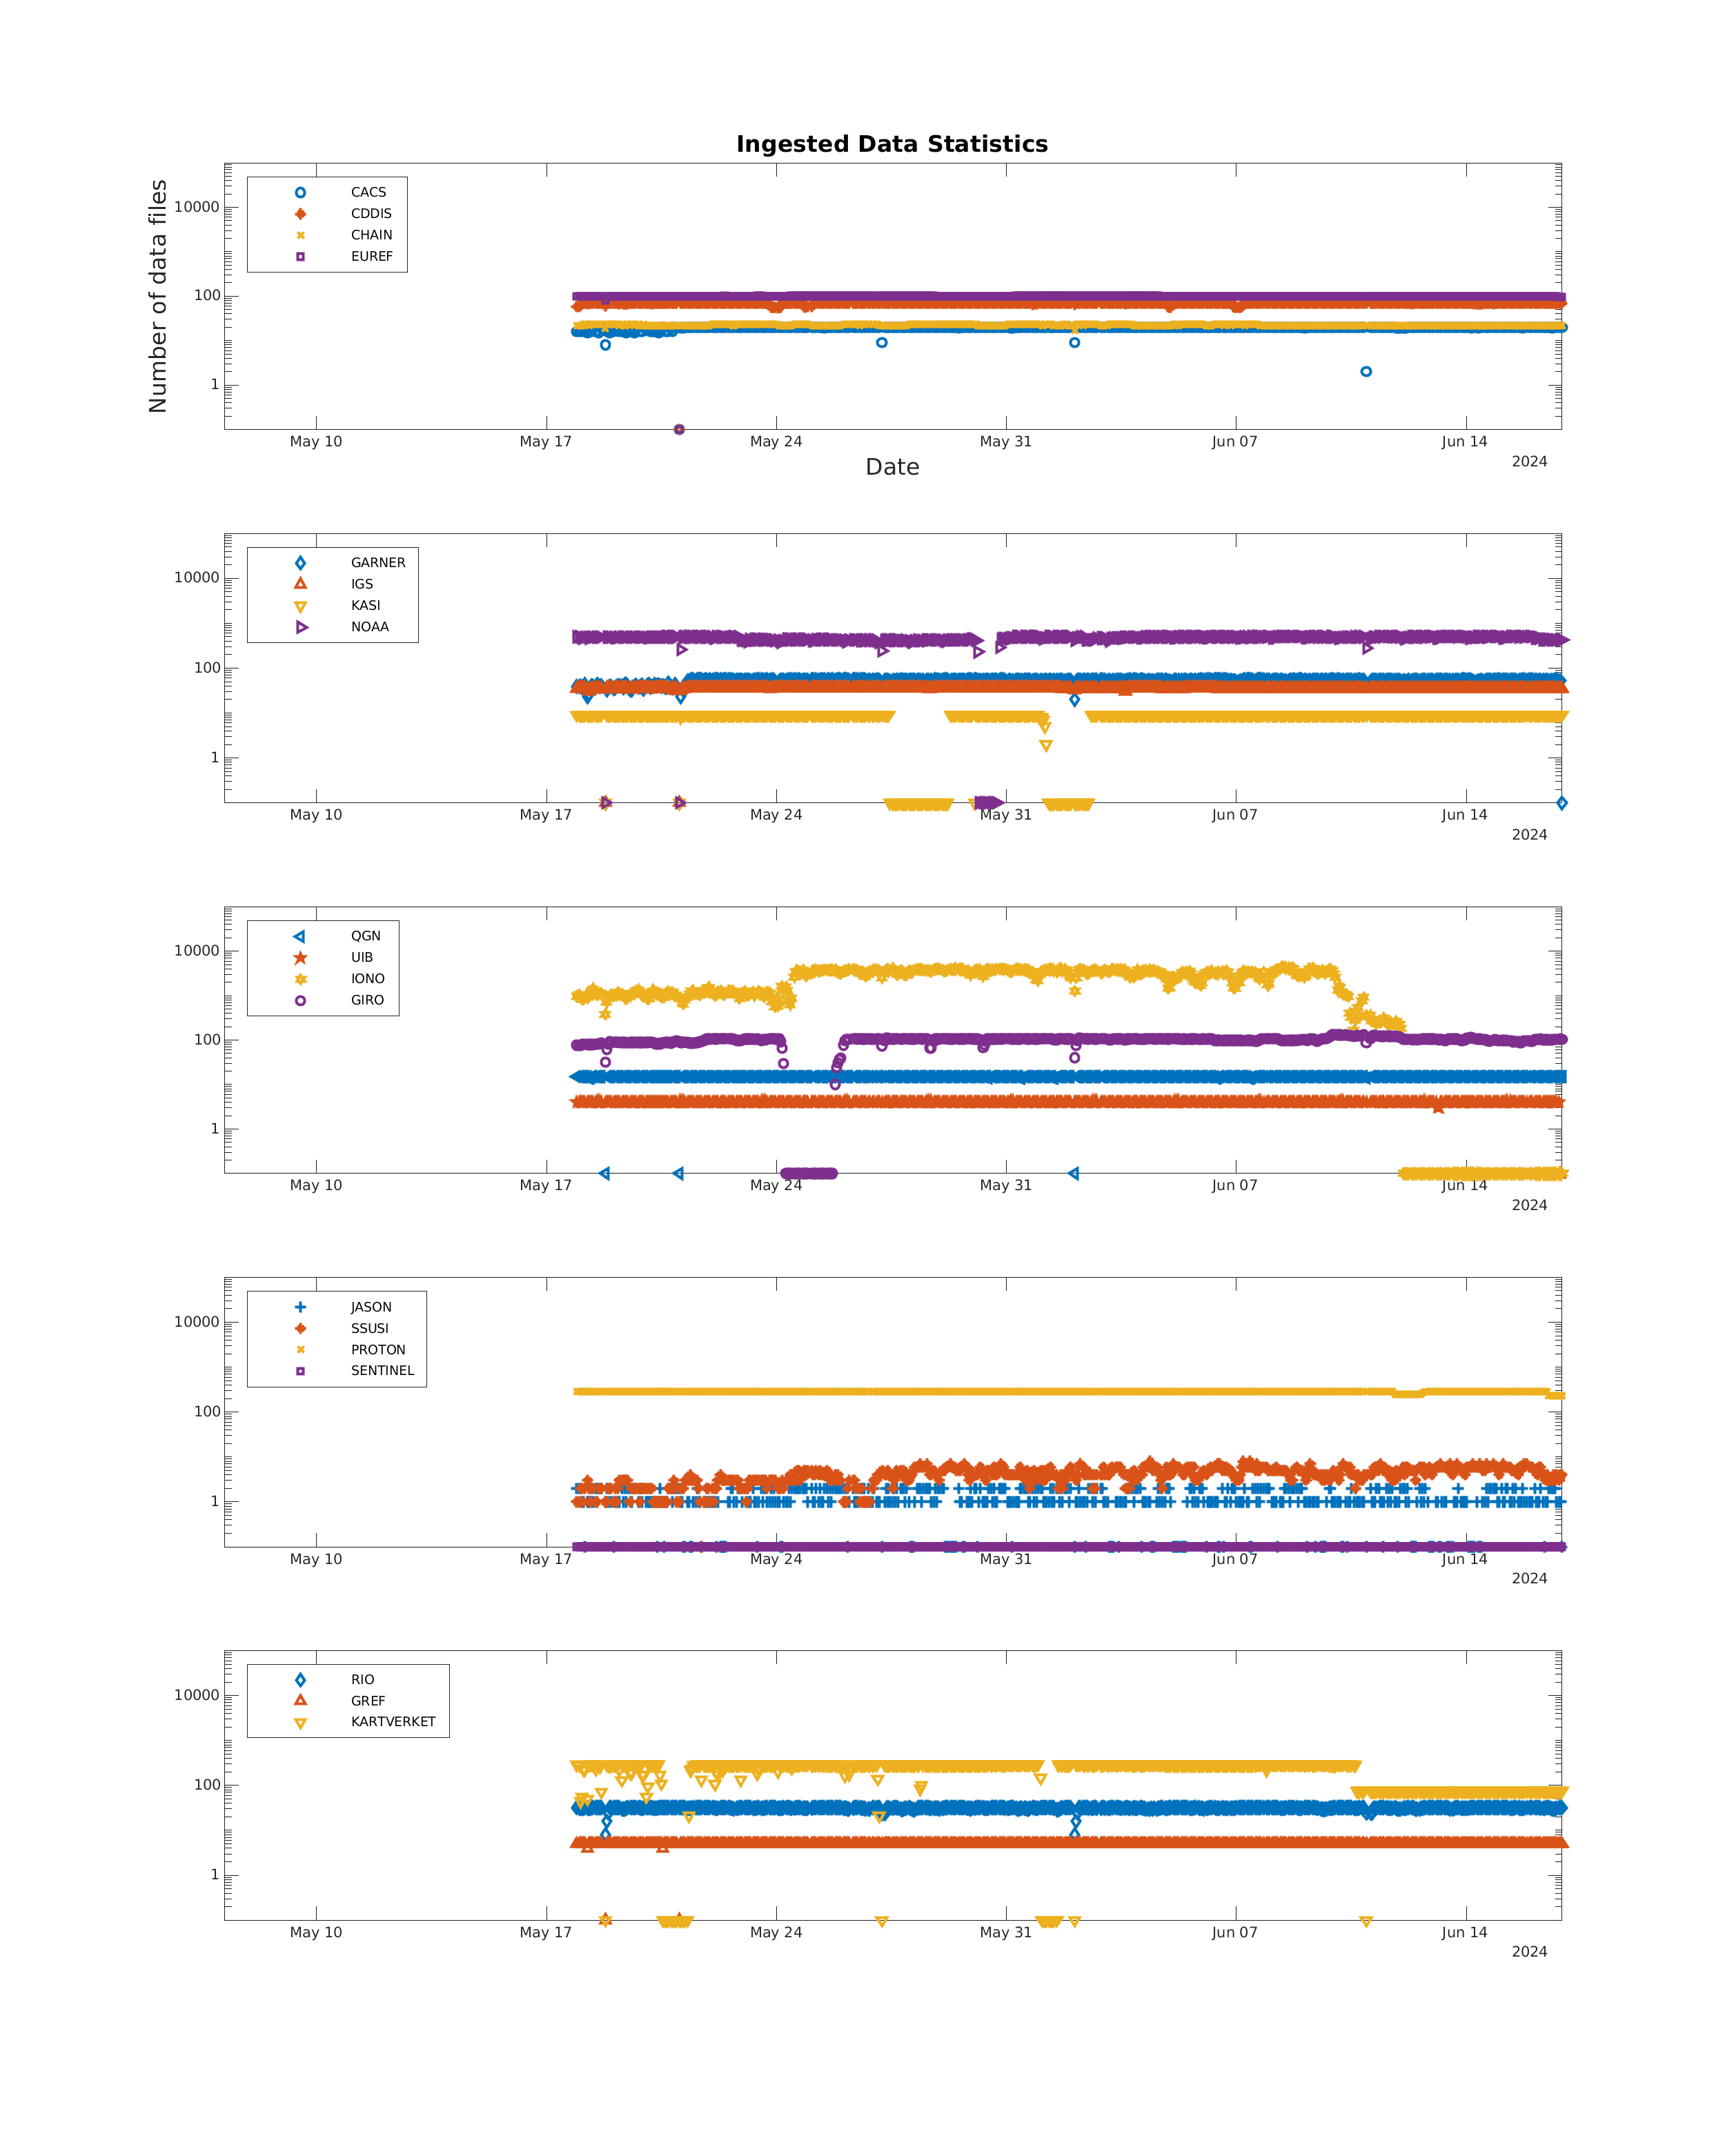 Ingested Data Statistics
Number of data files
10000
100
1
CACS
CDDIS
CHAIN
EUREF
May 10 May 17 May 24 May 31 Jun 07 Jun 14
2024
Date
10000
100
1
GARNER
IGS
KASI
NOAA
May 10 May 17 May 24 May 31 Jun 07 Jun 14
2024
10000
100
1
QGN
UIB
IONO
GIRO
May 10 May 17 May 24 May 31 Jun 07 Jun 14
2024
10000
100
1
JASON
SSUSI
PROTON
SENTINEL
May 10 May 17 May 24 May 31 Jun 07 Jun 14
2024
10000
100
1
RIO
GREF
KARTVERKET
May 10 May 17 May 24 May 31 Jun 07 Jun 14
2024